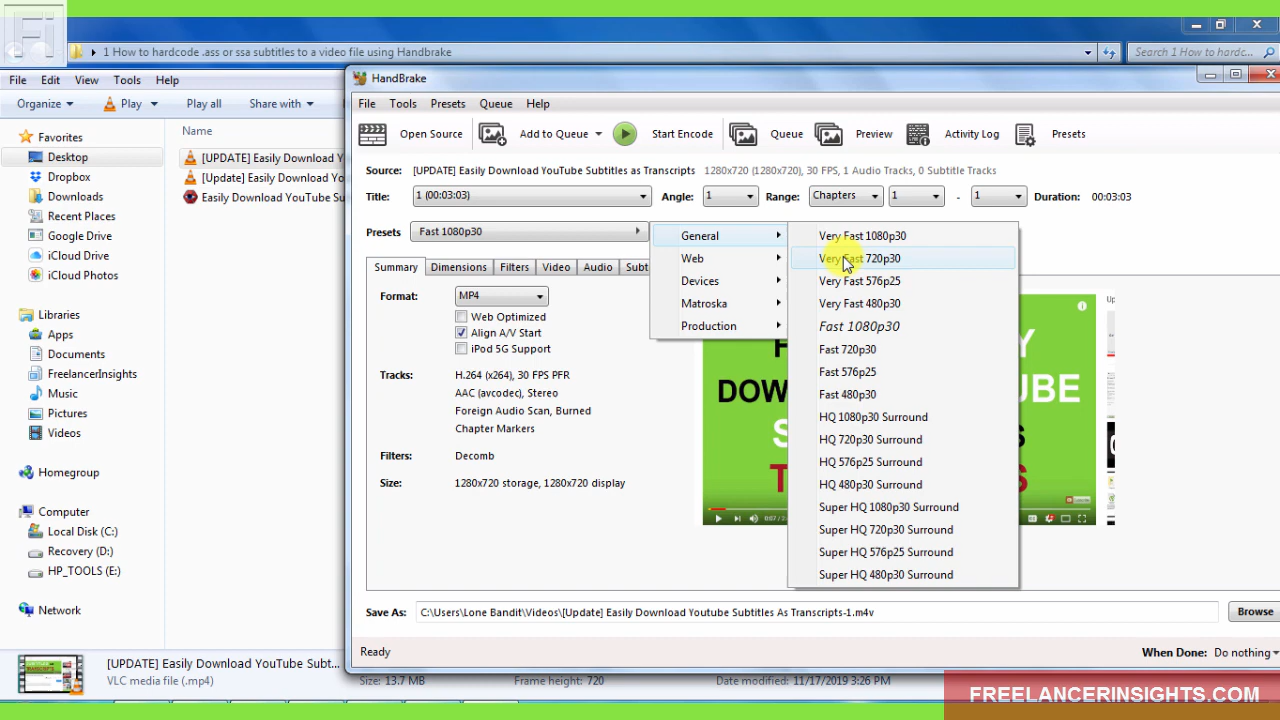 1 How to hardcode .ass or ssa subtitles to a video file using Handbrake
Search 1 How to hardc...
File Edit View Tools Help
Organize Play Play all Share with
Name
Favorites
Desktop
Dropbox
Downloads
Recent Places
Google Drive
iCloud Drive
iCloud Photos
Libraries
Apps
Documents
FreelancerInsights
Music
Pictures
Videos
Homegroup
Computer
Local Disk (C:)
Recovery (D:)
HP_TOOLS (E:)
Network
[UPDATE] Easily Download Y
[Update] Easily Download Yo
Easily Download YouTube Su
HandBrake
File Tools Presets Queue Help
Open Source Add to Queue Start Encode Queue Preview Activity Log Presets
Source: [UPDATE] Easily Download YouTube Subtitles as Transcripts 1280x720 (1280x720), 30 FPS, 1 Audio Tracks, 0 Subtitle Tracks
Title: 1 (00:03:03) Angle: 1 Range: Chapters 1 - 1 Duration: 00:03:03
Presets Fast 1080p30
Summary Dimensions Filters Video Audio Subt
Format: MP4
Web Optimized
Align A/V Start
iPod 5G Support
Tracks: H.264 (x264), 30 FPS PFR
AAC (avcodec), Stereo
Foreign Audio Scan, Burned
Chapter Markers
Filters: Decomb
Size: 1280x720 storage, 1280x720 display
General
Web
Devices
Matroska
Production
Very Fast 1080p30
Very Fast 720p30
Very Fast 576p25
Very Fast 480p30
Fast 1080p30
Fast 720p30
Fast 576p25
Fast 480p30
HQ 1080p30 Surround
HQ 720p30 Surround
HQ 576p25 Surround
HQ 480p30 Surround
Super HQ 1080p30 Surround
Super HQ 720p30 Surround
Super HQ 576p25 Surround
Super HQ 480p30 Surround
Save As: C:\Users\Lone Bandit\Videos\[Update] Easily Download Youtube Subtitles As Transcripts-1.m4v Browse
Ready When Done: Do nothing
[UPDATE] Easily Download YouTube Subt...
VLC media file (.mp4)
Size: 13.7 MB Frame height: 720 Date modified: 11/17/2019 3:26 PM
FREELANCERINSIGHTS.COM